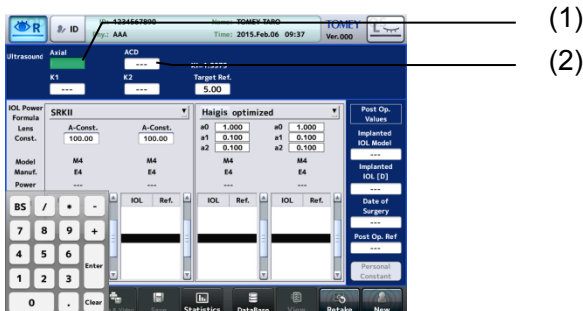 R
ID
ID: 1234567890 Name: TOMEY TARO
Phy.: AAA Time: 2015.Feb.06 09:37
TOMEY
Ver.000
(1)
(2)
Ultrasound
Axial
ACD
---
K1 K2 Target Ref.
--- --- 5.00
IOL Power
Formula
SRKII
Haigis optimized
Lens
Const.
A-Const. A-Const.
100.00 100.00
a0 1.000 a0 1.000
a1 0.100 a1 0.100
a2 0.100 a2 0.100
Model M4 M4 M4 M4
Manuf. E4 E4 E4 E4
Power --- --- --- ---
IOL Ref. IOL Ref. IOL Ref.
Post Op.
Values
Implanted
IOL Model
---
Implanted
IOL [D]
---
Date of
Surgery
---
Post Op. Ref
---
Personal
Constant
BS / * -
7 8 9 +
4 5 6
Enter
1 2 3
0 . Clear
Save
Statistics
DataBase
View
Retake
New